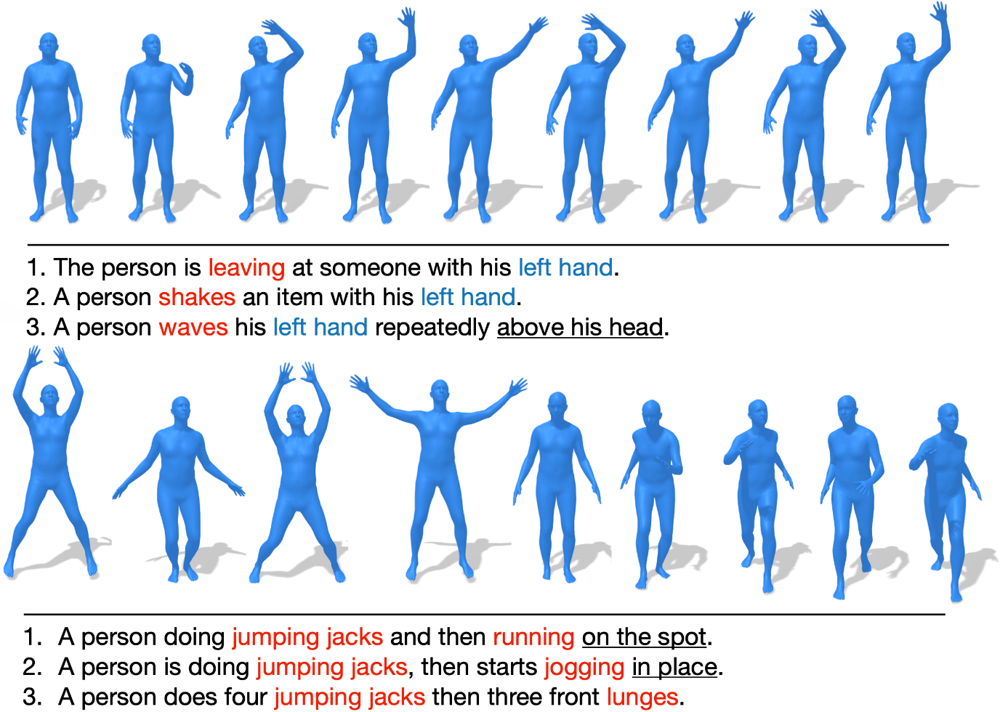 1. The person is leaving at someone with his left hand.
2. A person shakes an item with his left hand.
3. A person waves his left hand repeatedly above his head.
1. A person doing jumping jacks and then running on the spot.
2. A person is doing jumping jacks, then starts jogging in place.
3. A person does four jumping jacks then three front lunges.